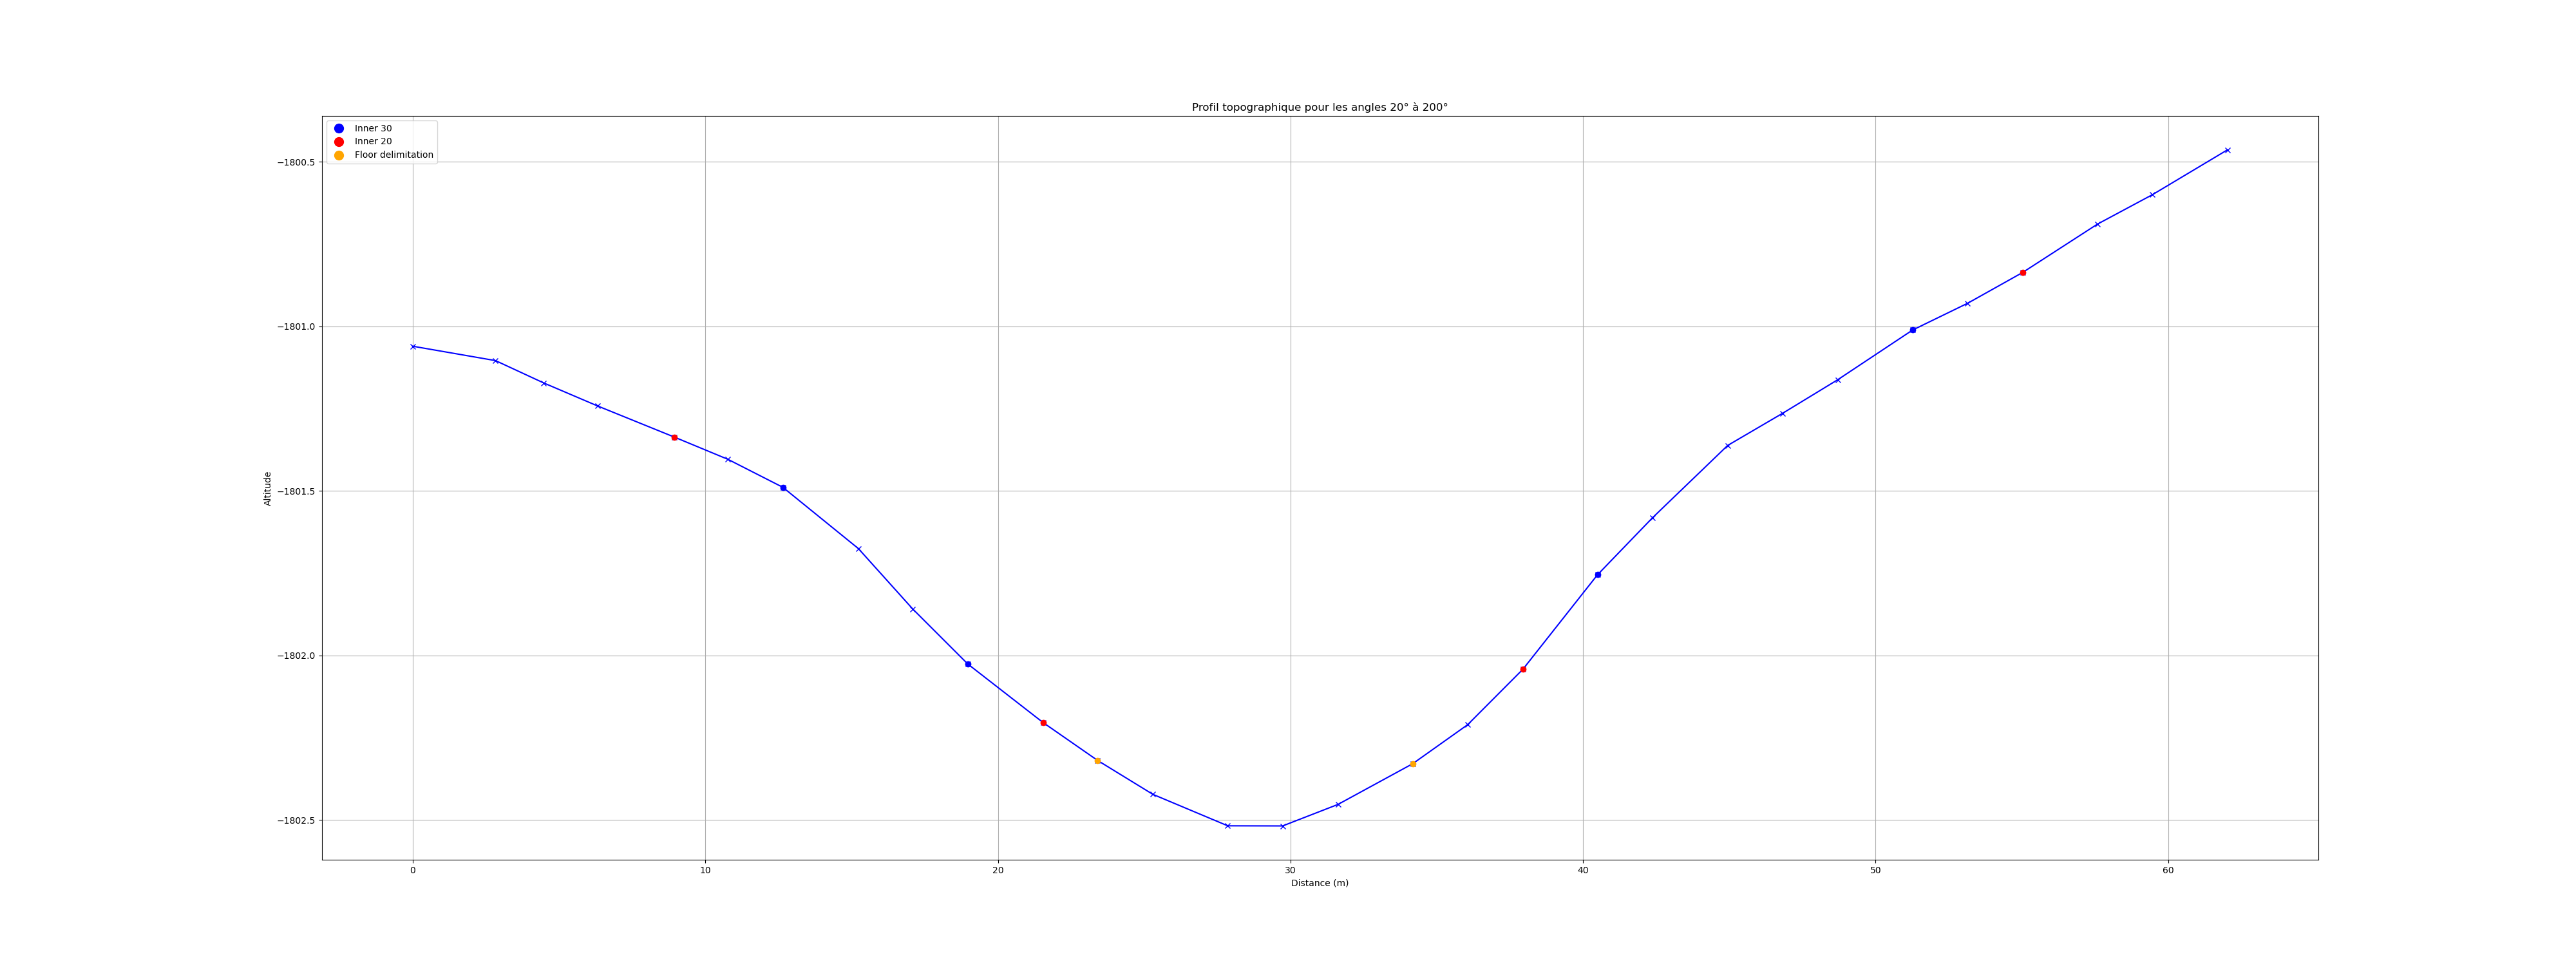 Profil topographique pour les angles 20° à 200°
Inner 30
Inner 20
Floor delimitation
−1800.5
−1801.0
−1801.5
−1802.0
−1802.5
Altitude
0 10 20 30 40 50 60
Distance (m)